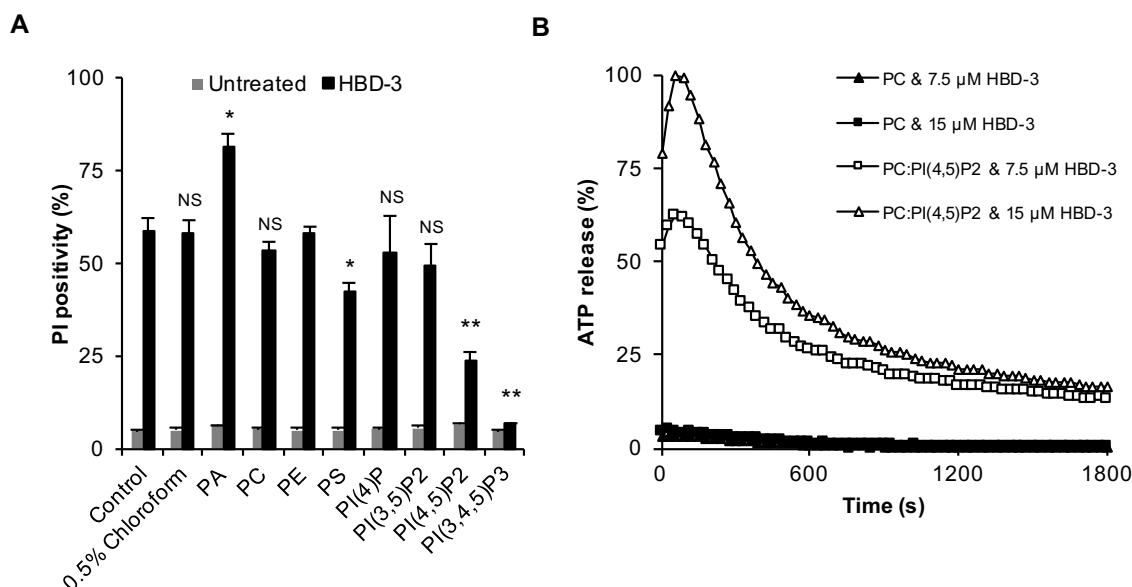 A
Untreated
HBD-3
PI positivity (%)
100
75
50
25
0
NS
*
NS
*
NS
NS
**
**
Control
0.5% Chloroform
PA
PC
PE
PS
PI(4)P
PI(3,5)P2
PI(4,5)P2
PI(3,4,5)P3
B
ATP release (%)
100
75
50
25
0
PC & 7.5 µM HBD-3
PC & 15 µM HBD-3
PC:PI(4,5)P2 & 7.5 µM HBD-3
PC:PI(4,5)P2 & 15 µM HBD-3
0
600
1200
1800
Time (s)